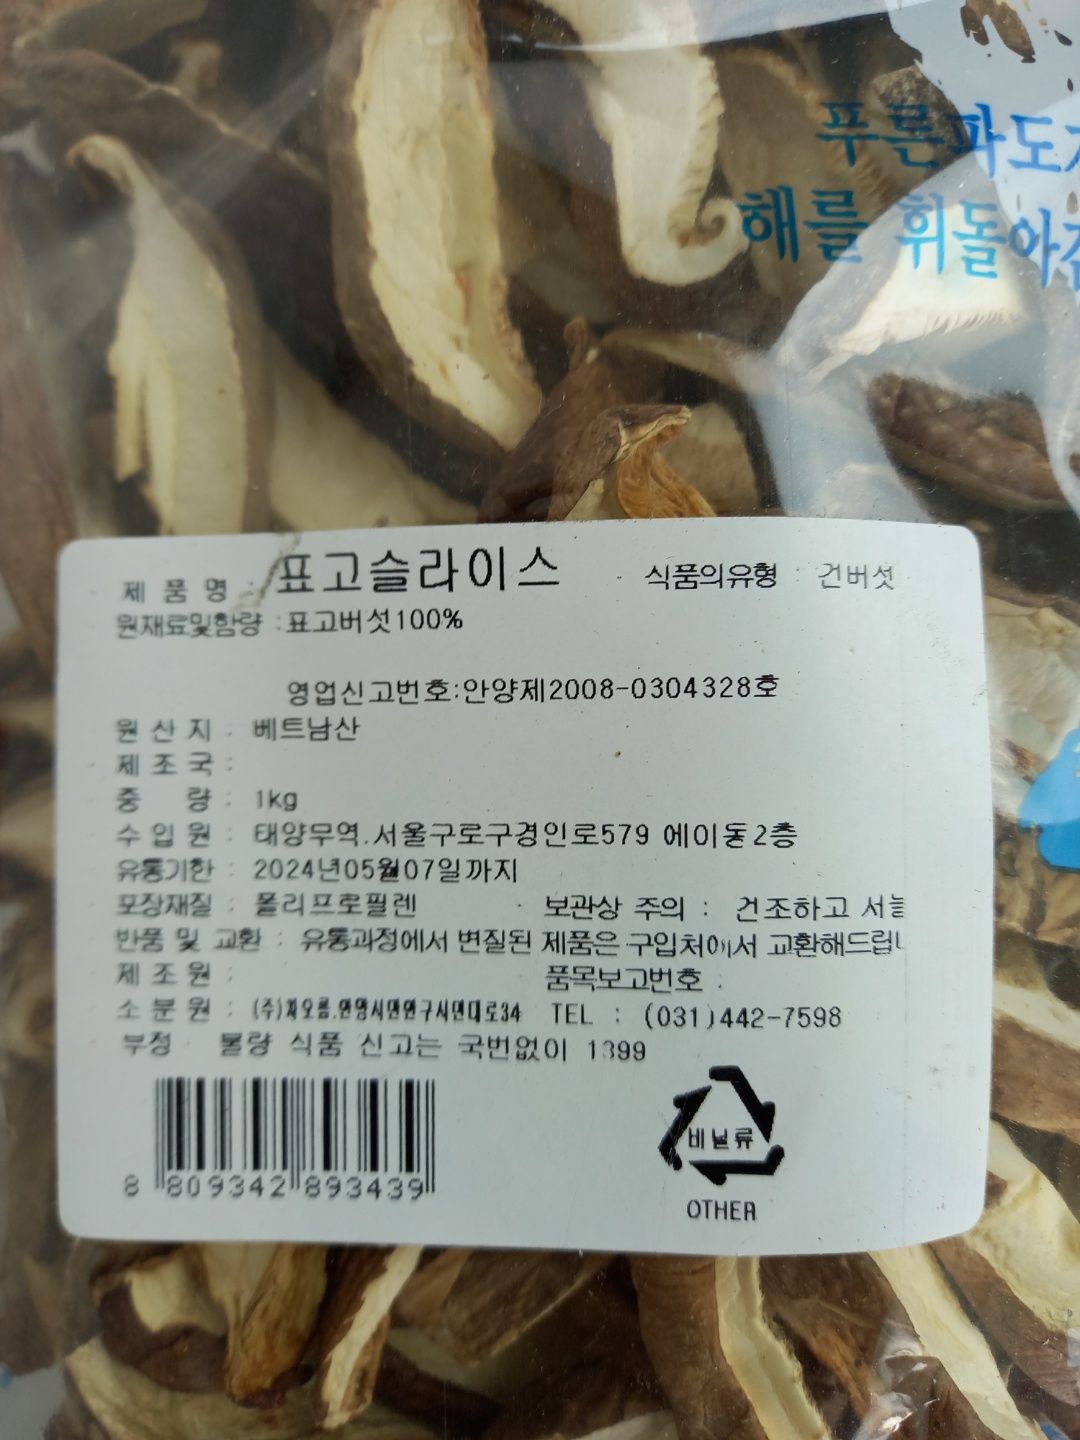 푸른파도가
해를 휘돌아
제 품 명 : 표고슬라이스 식품의유형 : 건버섯
원재료및함량 : 표고버섯100%
영업신고번호:안양제2008-0304328호
원 산 지 : 베트남산
제 조 국 :
중 량 : 1kg
수 입 원 : 태양무역.서울구로구경인로579 에이동2층
유통기한 : 2024년05월07일까지
포장재질 : 폴리프로필렌 보관상 주의 : 건조하고
반품 및 교환 : 유통과정에서 변질된 제품은 구입처에서
제 조 원 : 품목보고번호 :
소 분 원 : TEL : (031)442-7598
부정 · 불량 식품 신고는 국번없이 1399
비닐류
OTHER
8 809342 893439